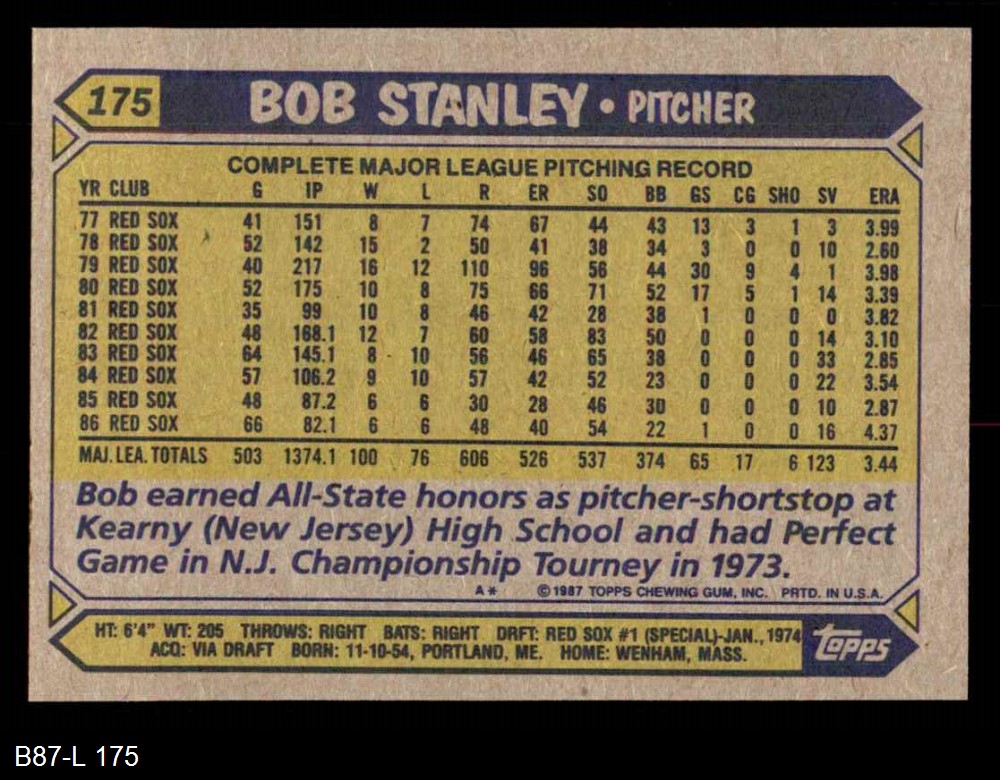 175 BOB STANLEY • PITCHER
COMPLETE MAJOR LEAGUE PITCHING RECORD
YR CLUB G IP W L R ER SO BB GS CG SHO SV ERA
77 RED SOX 41 151 8 7 74 67 44 43 13 3 1 3 3.99
78 RED SOX 52 142 15 2 50 41 38 34 3 0 0 10 2.60
79 RED SOX 40 217 16 12 110 96 56 44 30 9 4 1 3.98
80 RED SOX 52 175 10 8 75 66 71 52 17 5 1 14 3.39
81 RED SOX 35 99 10 8 46 42 28 38 1 0 0 0 3.82
82 RED SOX 48 168.1 12 7 60 58 83 50 0 0 0 14 3.10
83 RED SOX 64 145.1 8 10 56 46 65 38 0 0 0 33 2.85
84 RED SOX 57 106.2 9 10 57 42 52 23 0 0 0 22 3.54
85 RED SOX 48 87.2 6 6 30 28 46 30 0 0 0 10 2.87
86 RED SOX 66 82.1 6 6 48 40 54 22 1 0 0 16 4.37
MAJ. LEA. TOTALS 503 1374.1 100 76 606 526 537 374 65 17 6 123 3.44
Bob earned All-State honors as pitcher-shortstop at
Kearny (New Jersey) High School and had Perfect
Game in N.J. Championship Tourney in 1973.
A* ©1987 TOPPS CHEWING GUM, INC. PRTD. IN U.S.A.
HT: 6'4" WT: 205 THROWS: RIGHT BATS: RIGHT DRFT: RED SOX #1 (SPECIAL)-JAN., 1974
ACQ: VIA DRAFT BORN: 11-10-54, PORTLAND, ME. HOME: WENHAM, MASS.
Topps
B87-L 175